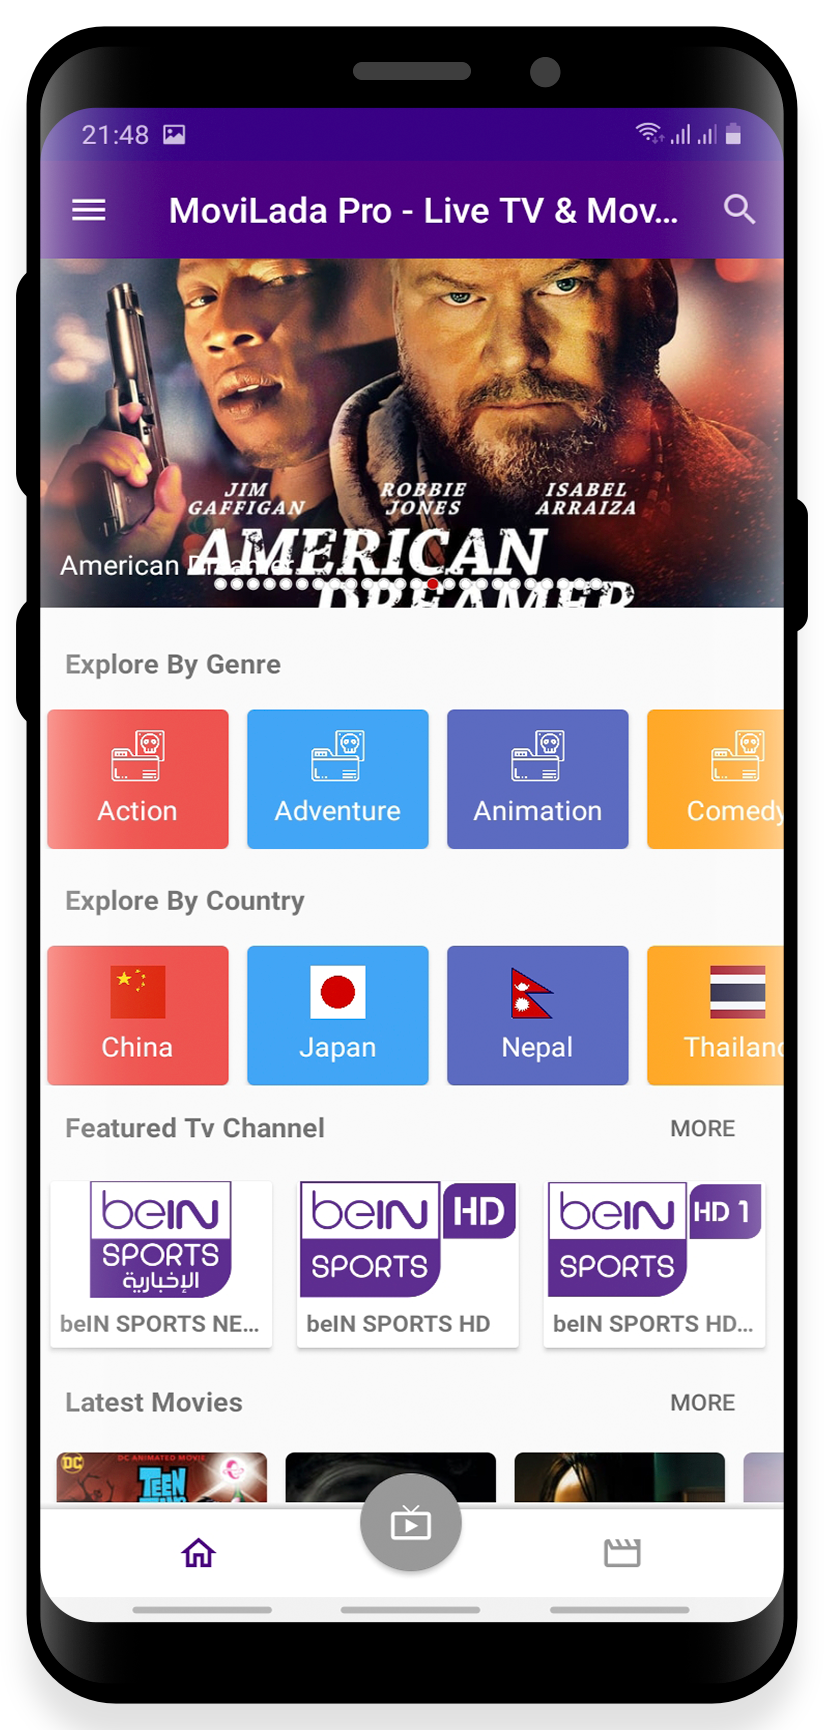 21:48
MoviLada Pro - Live TV & Mov...
JIM GAFFIGAN
ROBBIE JONES
ISABEL ARRAIZA
AMERICAN
DREAMER
American Dreamer
Explore By Genre
Action
Adventure
Animation
Comedy
Explore By Country
China
Japan
Nepal
Thailand
Featured Tv Channel
MORE
beIN
SPORTS
الإخبارية
beIN SPORTS NE...
beIN HD
SPORTS
beIN SPORTS HD
beIN HD 1
SPORTS
beIN SPORTS HD...
Latest Movies
MORE
DC
DC ANIMATED MOVIE
TEEN